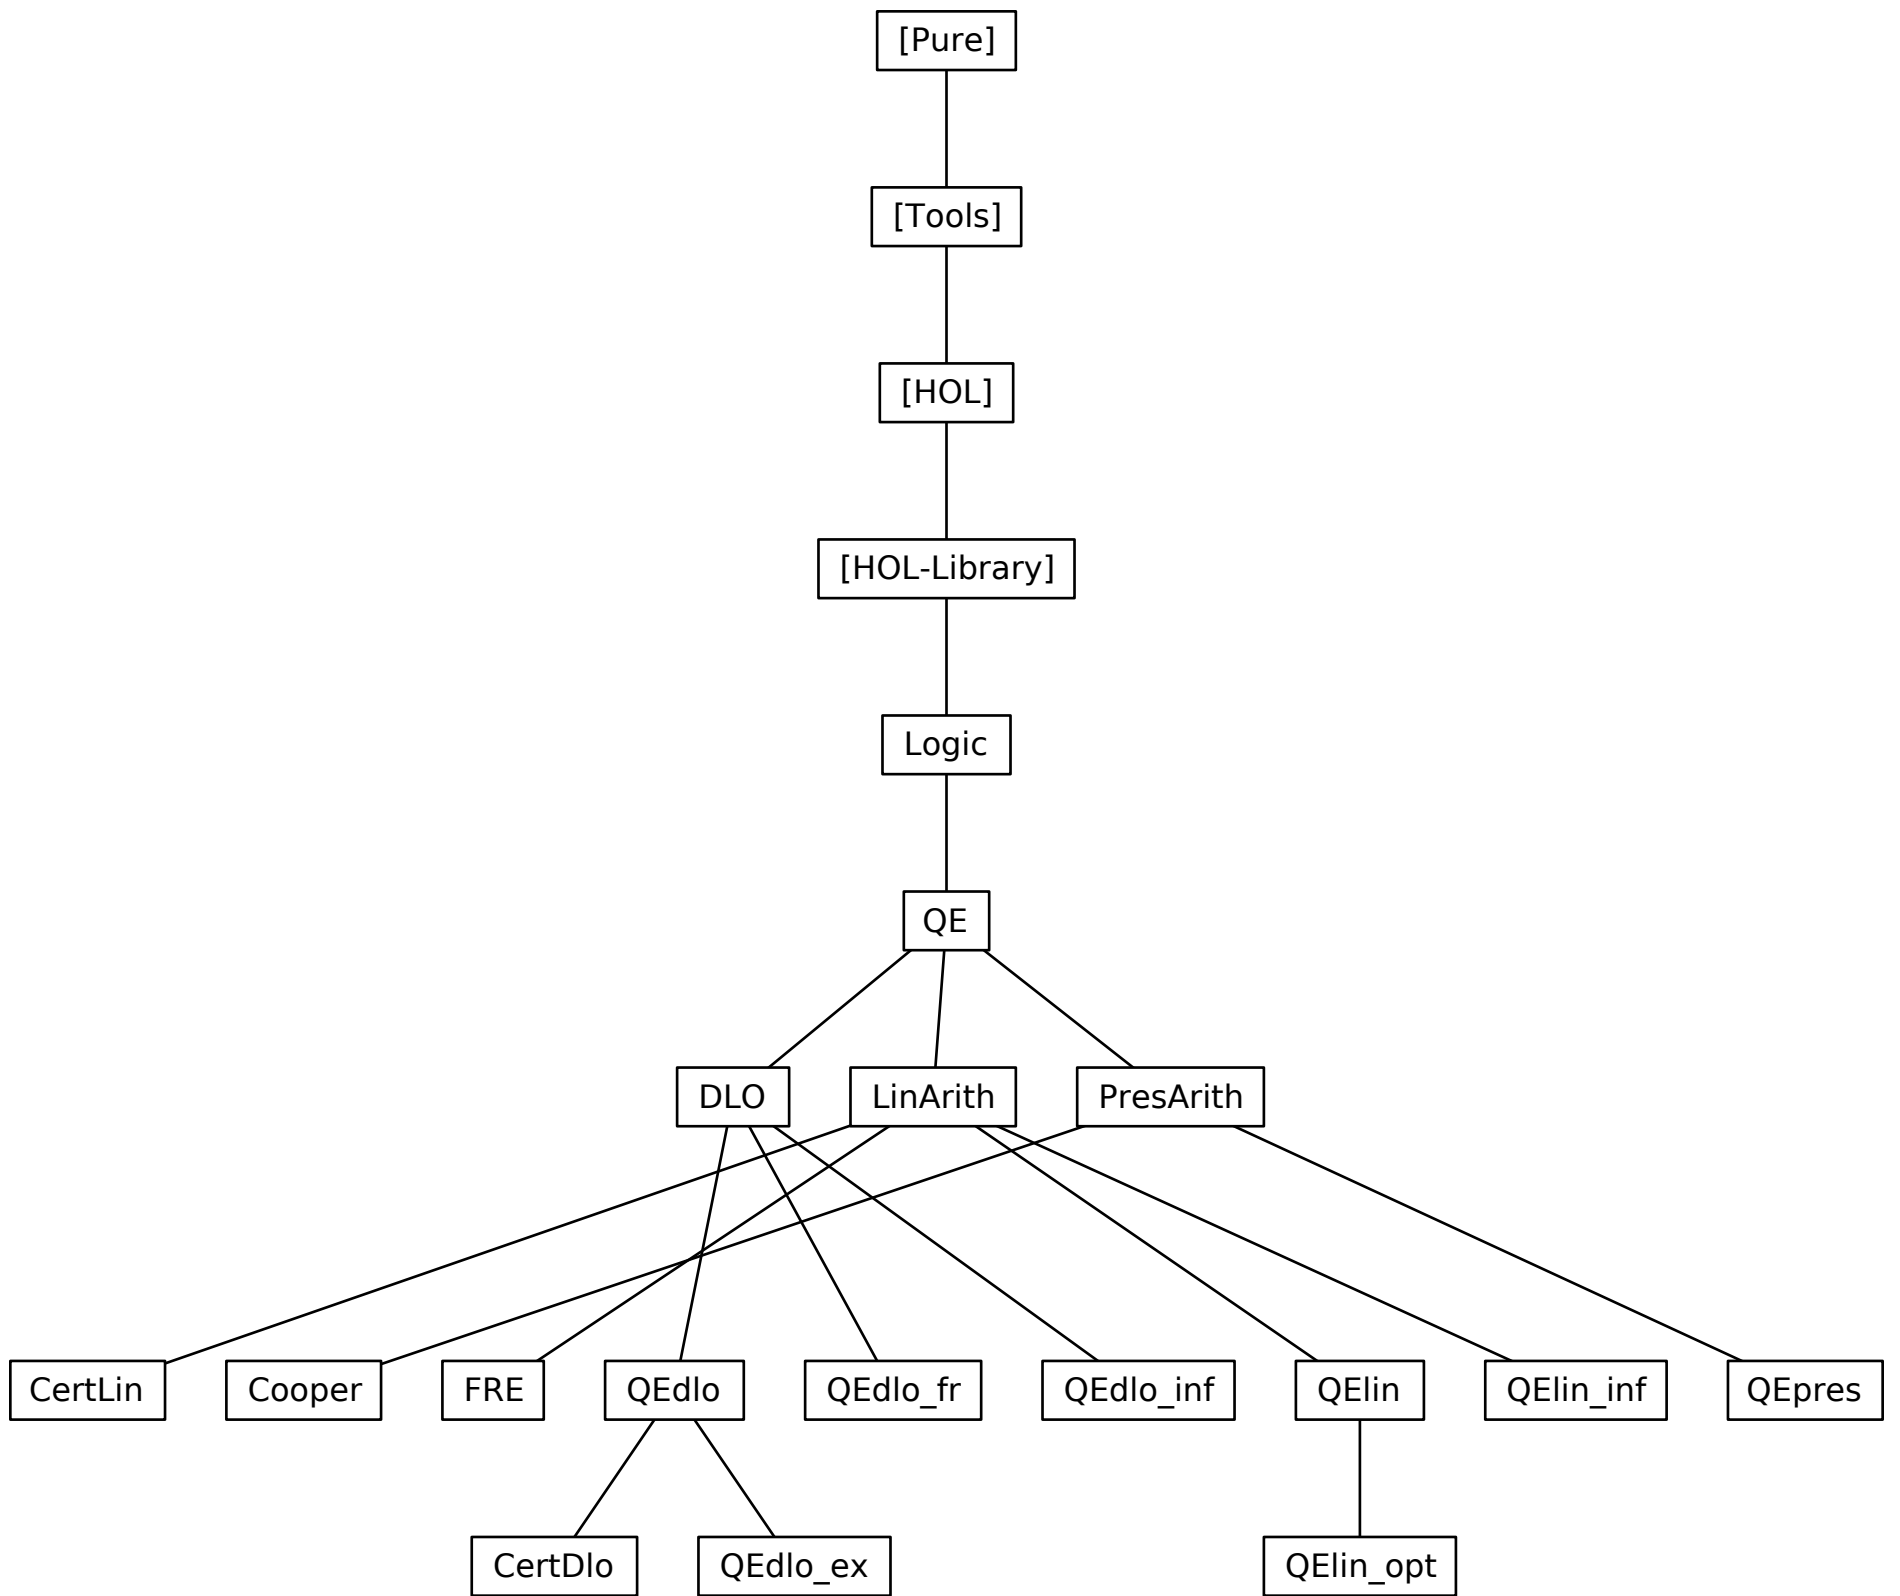 [Pure]
[Tools]
[HOL]
[HOL-Library]
Logic
QE
DLO
LinArith
PresArith
CertLin
Cooper
FRE
QEdlo
QEdlo_fr
QEdlo_inf
QElin
QElin_inf
QEpres
CertDlo
QEdlo_ex
QElin_opt